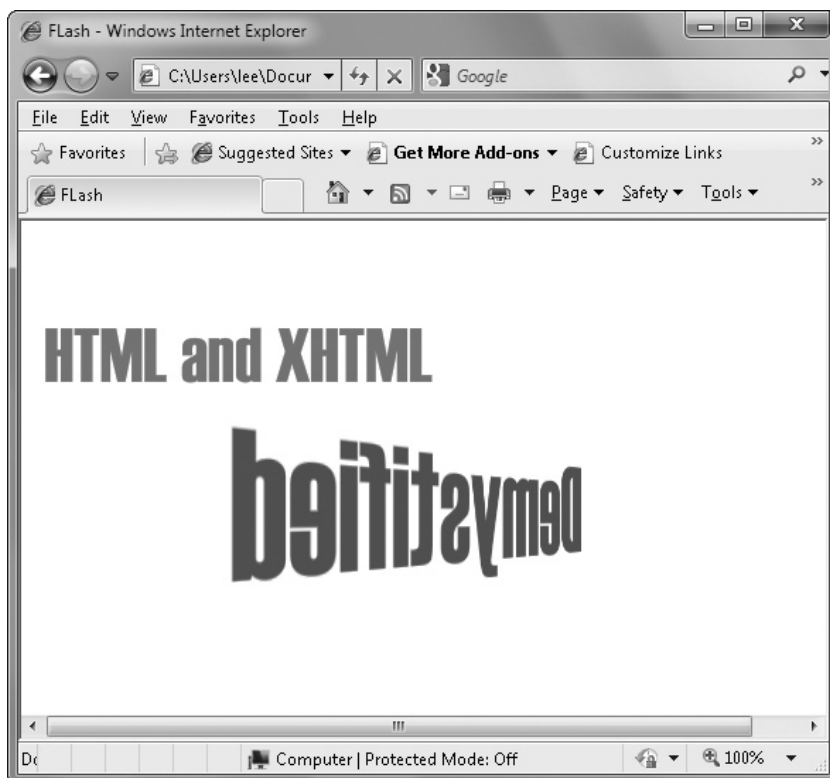 FLash - Windows Internet Explorer
C:\Users\lee\Docur Google
File Edit View Favorites Tools Help
Favorites Suggested Sites Get More Add-ons Customize Links
FLash Page Safety Tools
HTML and XHTML
Demystified
Computer | Protected Mode: Off 100%